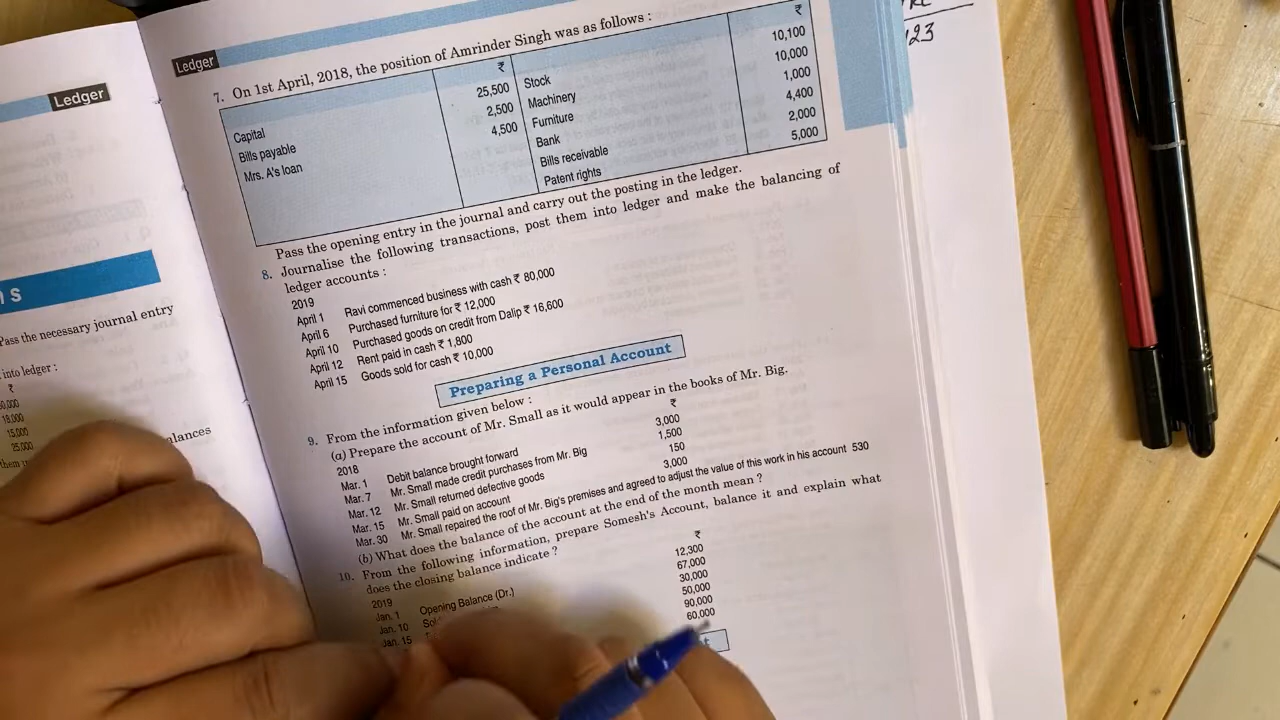 Ledger
Ledger
123
7. On 1st April, 2018, the position of Amrinder Singh was as follows :
₹ ₹
Capital 25,500 Stock 10,100
Bills payable 2,500 Machinery 10,000
Mrs. A's loan 4,500 Furniture 1,000
Bank 4,400
Bills receivable 2,000
Patent rights 5,000
Pass the opening entry in the journal and carry out the posting in the ledger.
8. Journalise the following transactions, post them into ledger and make the balancing of
ledger accounts :
2019
April 1 Ravi commenced business with cash ₹ 80,000
April 6 Purchased furniture for ₹ 12,000
April 10 Purchased goods on credit from Dalip ₹ 16,600
April 12 Rent paid in cash ₹ 1,800
April 15 Goods sold for cash ₹ 10,000
Preparing a Personal Account
9. From the information given below :
(a) Prepare the account of Mr. Small as it would appear in the books of Mr. Big.
2018 ₹
Mar. 1 Debit balance brought forward 3,000
Mar. 7 Mr. Small made credit purchases from Mr. Big 1,500
Mar. 12 Mr. Small returned defective goods 150
Mar. 15 Mr. Small paid on account 3,000
Mar. 30 Mr. Small repaired the roof of Mr. Big's premises and agreed to adjust the value of this work in his account 530
(b) What does the balance of the account at the end of the month mean ?
10. From the following information, prepare Somesh's Account, balance it and explain what
does the closing balance indicate ?
2019 ₹
Jan. 1 Opening Balance (Dr.) 12,300
Jan. 10 67,000
Jan. 15 30,000
50,000
90,000
60,000
Pass the necessary journal entry
into ledger :
₹
18,000
15,000
25,000